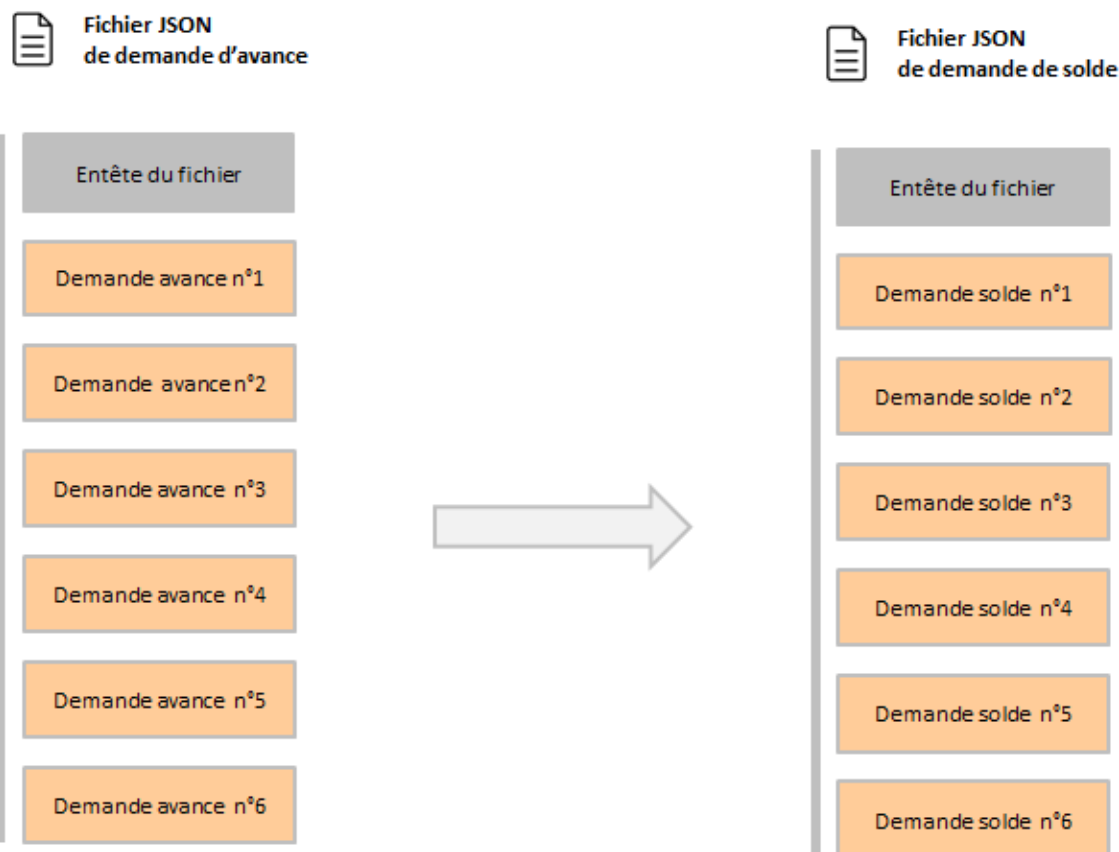 Fichier JSON
de demande d'avance
Entête du fichier
Demande avance n°1
Demande avance n°2
Demande avance n°3
Demande avance n°4
Demande avance n°5
Demande avance n°6
Fichier JSON
de demande de solde
Entête du fichier
Demande solde n°1
Demande solde n°2
Demande solde n°3
Demande solde n°4
Demande solde n°5
Demande solde n°6